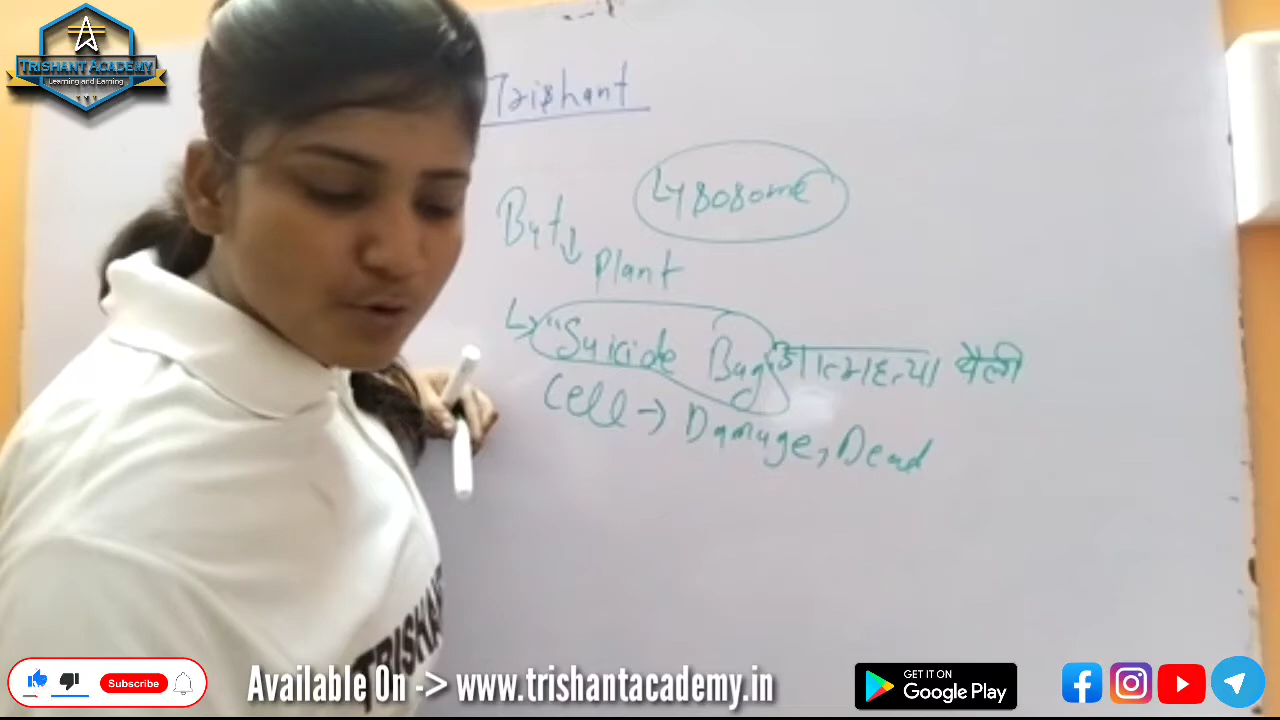 TRISHANT ACADEMY
Learning and Earning
Trishant
Lysosome
But ↓
Plant
↳ "Suicide Bag आत्महत्या थैली
Cell → Damage, Dead
TRISHANT
Subscribe
Available On -> www.trishantacademy.in
GET IT ON
Google Play